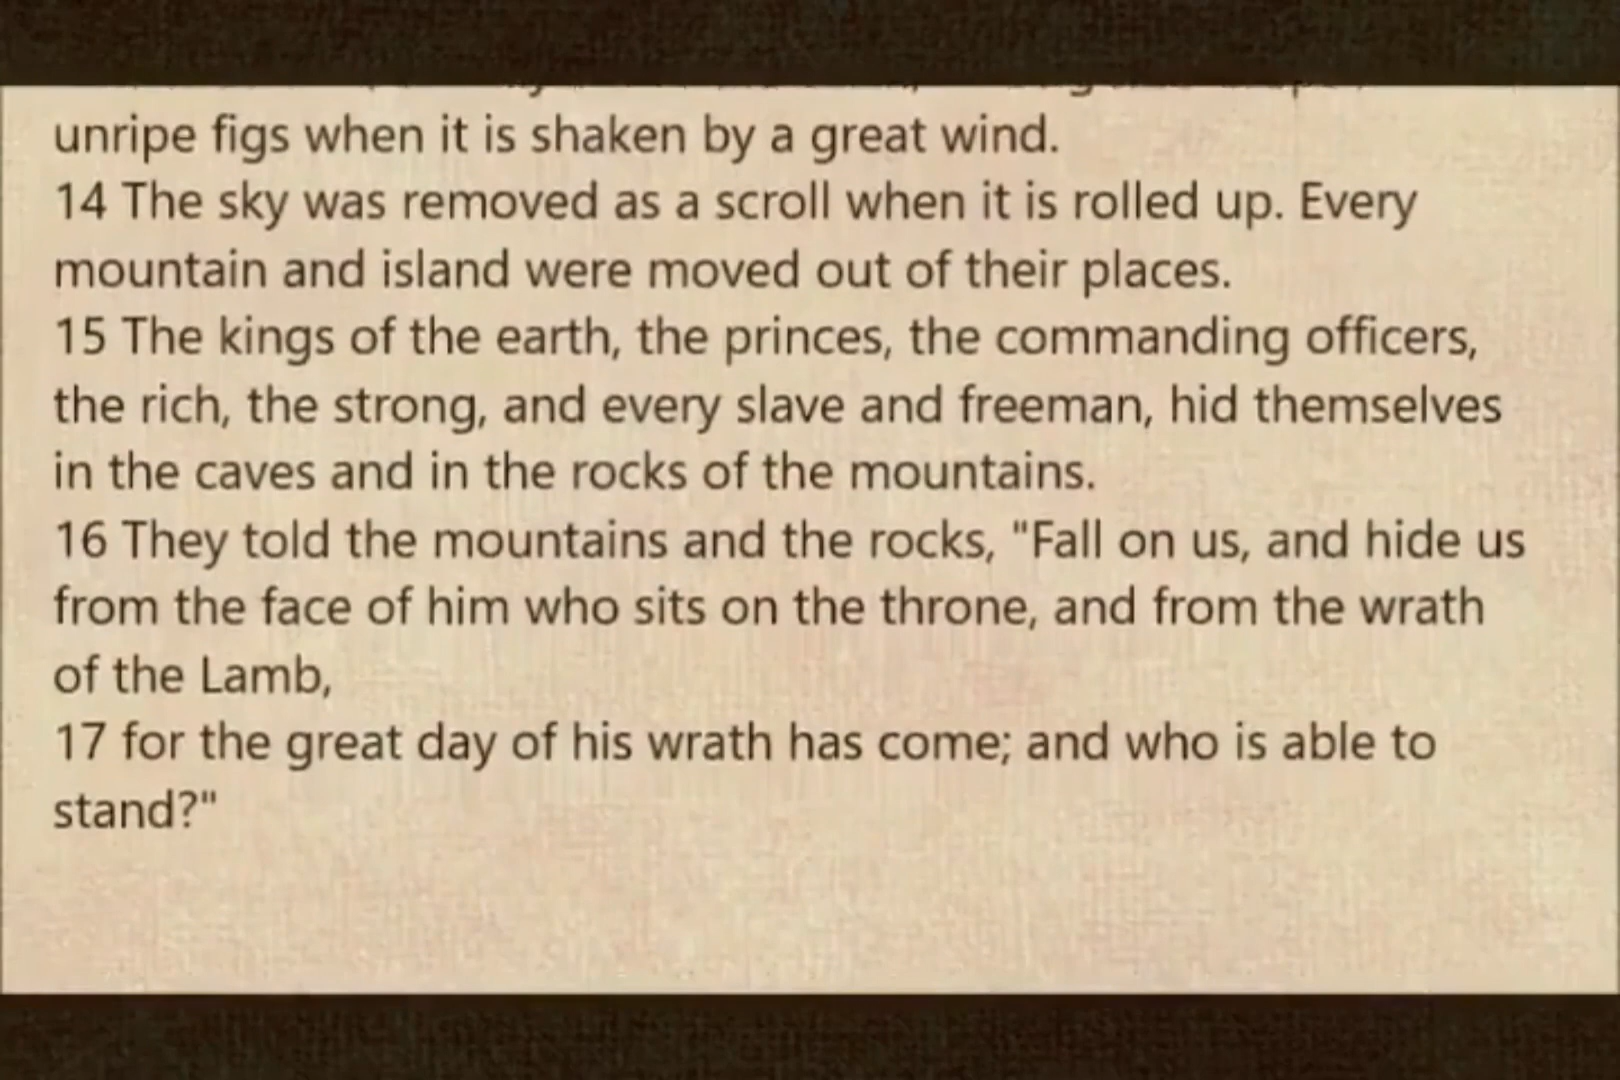 unripe figs when it is shaken by a great wind.
14 The sky was removed as a scroll when it is rolled up. Every
mountain and island were moved out of their places.
15 The kings of the earth, the princes, the commanding officers,
the rich, the strong, and every slave and freeman, hid themselves
in the caves and in the rocks of the mountains.
16 They told the mountains and the rocks, "Fall on us, and hide us
from the face of him who sits on the throne, and from the wrath
of the Lamb,
17 for the great day of his wrath has come; and who is able to
stand?"